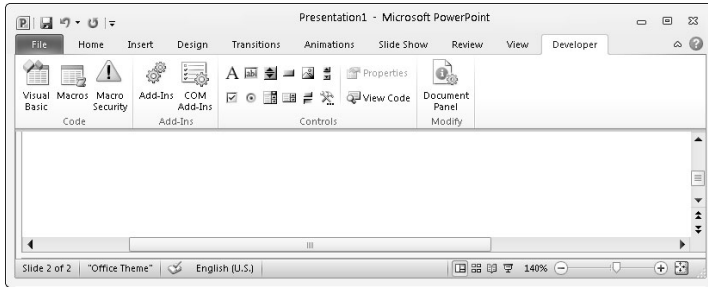 Presentation1 - Microsoft PowerPoint
File Home Insert Design Transitions Animations Slide Show Review View Developer
Visual Basic
Macros
Macro Security
Code
Add-Ins
COM Add-Ins
Add-Ins
Properties
View Code
Controls
Document Panel
Modify
Slide 2 of 2 "Office Theme" English (U.S.) 140%